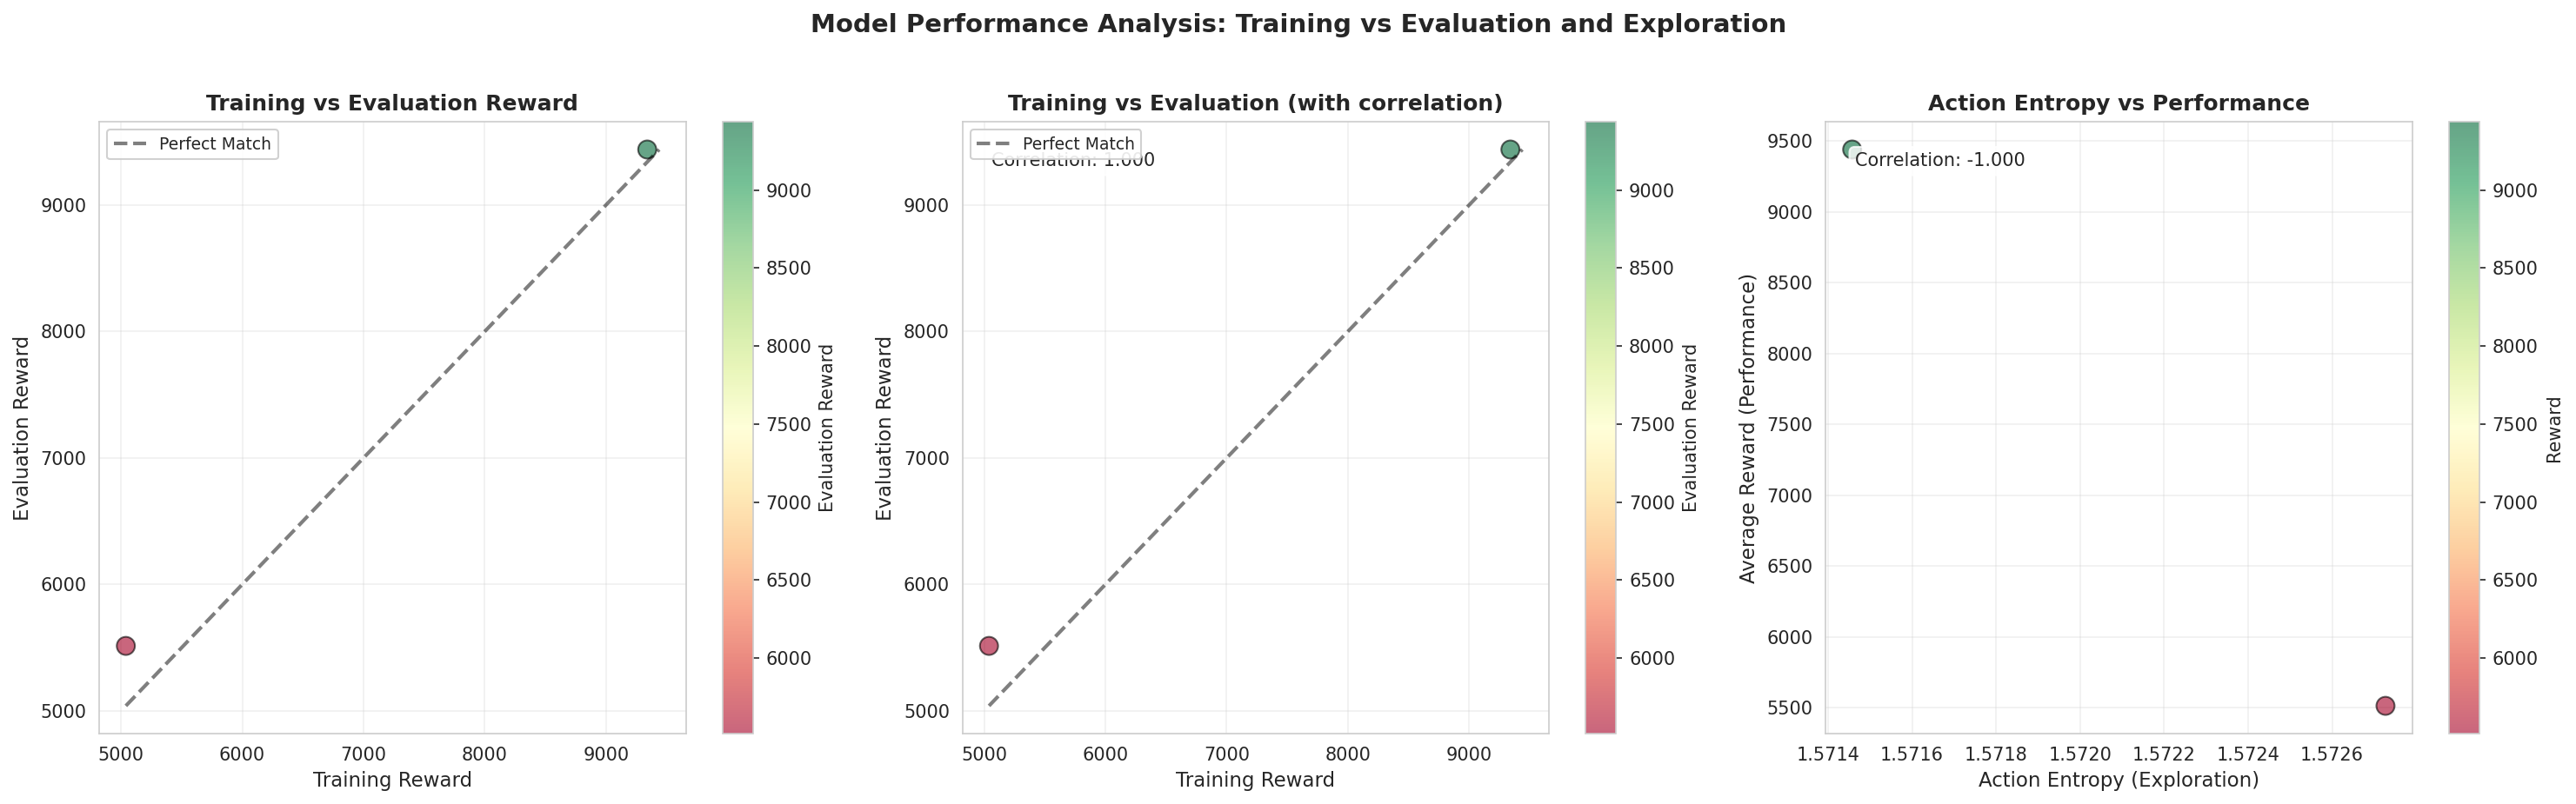 Model Performance Analysis: Training vs Evaluation and Exploration
Training vs Evaluation Reward
Perfect Match
9000
8000
7000
6000
5000
Evaluation Reward
5000 6000 7000 8000 9000
Training Reward
9000
8500
8000
7500
7000
6500
6000
Evaluation Reward
Training vs Evaluation (with correlation)
Perfect Match
Correlation: 1.000
9000
8000
7000
6000
5000
Evaluation Reward
5000 6000 7000 8000 9000
Training Reward
9000
8500
8000
7500
7000
6500
6000
Evaluation Reward
Action Entropy vs Performance
Correlation: -1.000
9500
9000
8500
8000
7500
7000
6500
6000
5500
Average Reward (Performance)
1.5714 1.5716 1.5718 1.5720 1.5722 1.5724 1.5726
Action Entropy (Exploration)
9000
8500
8000
7500
7000
6500
6000
Reward